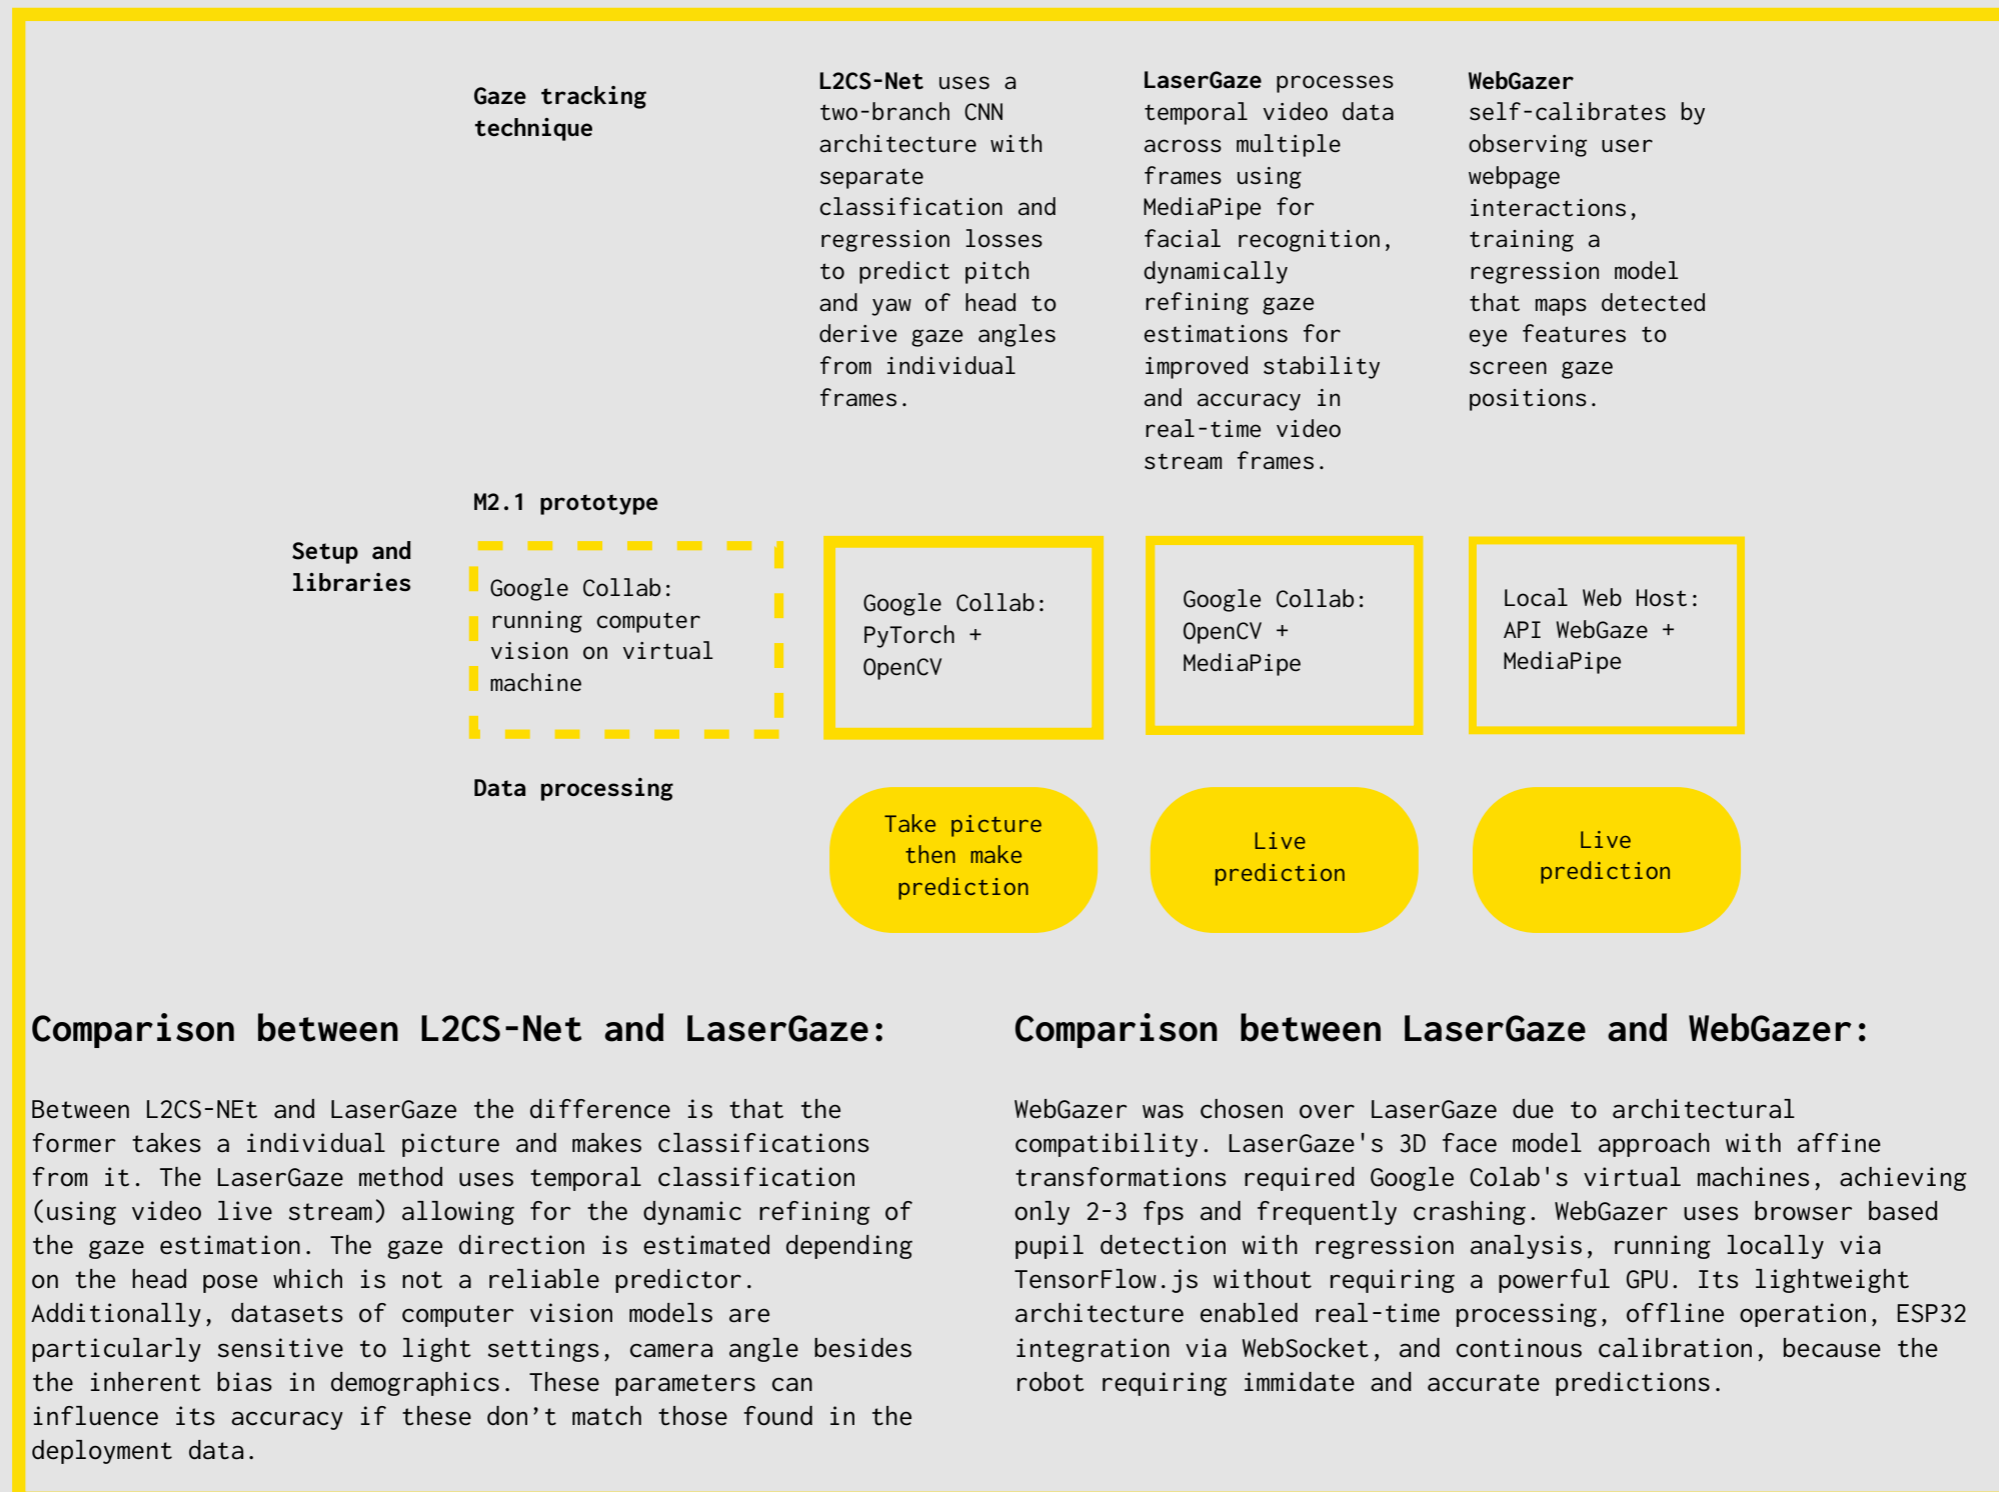 Gaze tracking
technique
L2CS-Net uses a
two-branch CNN
architecture with
separate
classification and
regression losses
to predict pitch
and yaw of head to
derive gaze angles
from individual
frames.
LaserGaze processes
temporal video data
across multiple
frames using
MediaPipe for
facial recognition,
dynamically
refining gaze
estimations for
improved stability
and accuracy in
real-time video
stream frames.
WebGazer
self-calibrates by
observing user
webpage
interactions,
training a
regression model
that maps detected
eye features to
screen gaze
positions.
M2.1 prototype
Setup and
libraries
Google Collab:
running computer
vision on virtual
machine
Google Collab:
PyTorch +
OpenCV
Google Collab:
OpenCV +
MediaPipe
Local Web Host:
API WebGaze +
MediaPipe
Data processing
Take picture
then make
prediction
Live
prediction
Live
prediction
Comparison between L2CS-Net and LaserGaze:
Between L2CS-NEt and LaserGaze the difference is that the
former takes a individual picture and makes classifications
from it. The LaserGaze method uses temporal classification
(using video live stream) allowing for the dynamic refining of
the gaze estimation. The gaze direction is estimated depending
on the head pose which is not a reliable predictor.
Additionally, datasets of computer vision models are
particularly sensitive to light settings, camera angle besides
the inherent bias in demographics. These parameters can
influence its accuracy if these don’t match those found in the
deployment data.
Comparison between LaserGaze and WebGazer:
WebGazer was chosen over LaserGaze due to architectural
compatibility. LaserGaze's 3D face model approach with affine
transformations required Google Colab's virtual machines, achieving
only 2-3 fps and frequently crashing. WebGazer uses browser based
pupil detection with regression analysis, running locally via
TensorFlow.js without requiring a powerful GPU. Its lightweight
architecture enabled real-time processing, offline operation, ESP32
integration via WebSocket, and continous calibration, because the
robot requiring immidate and accurate predictions.